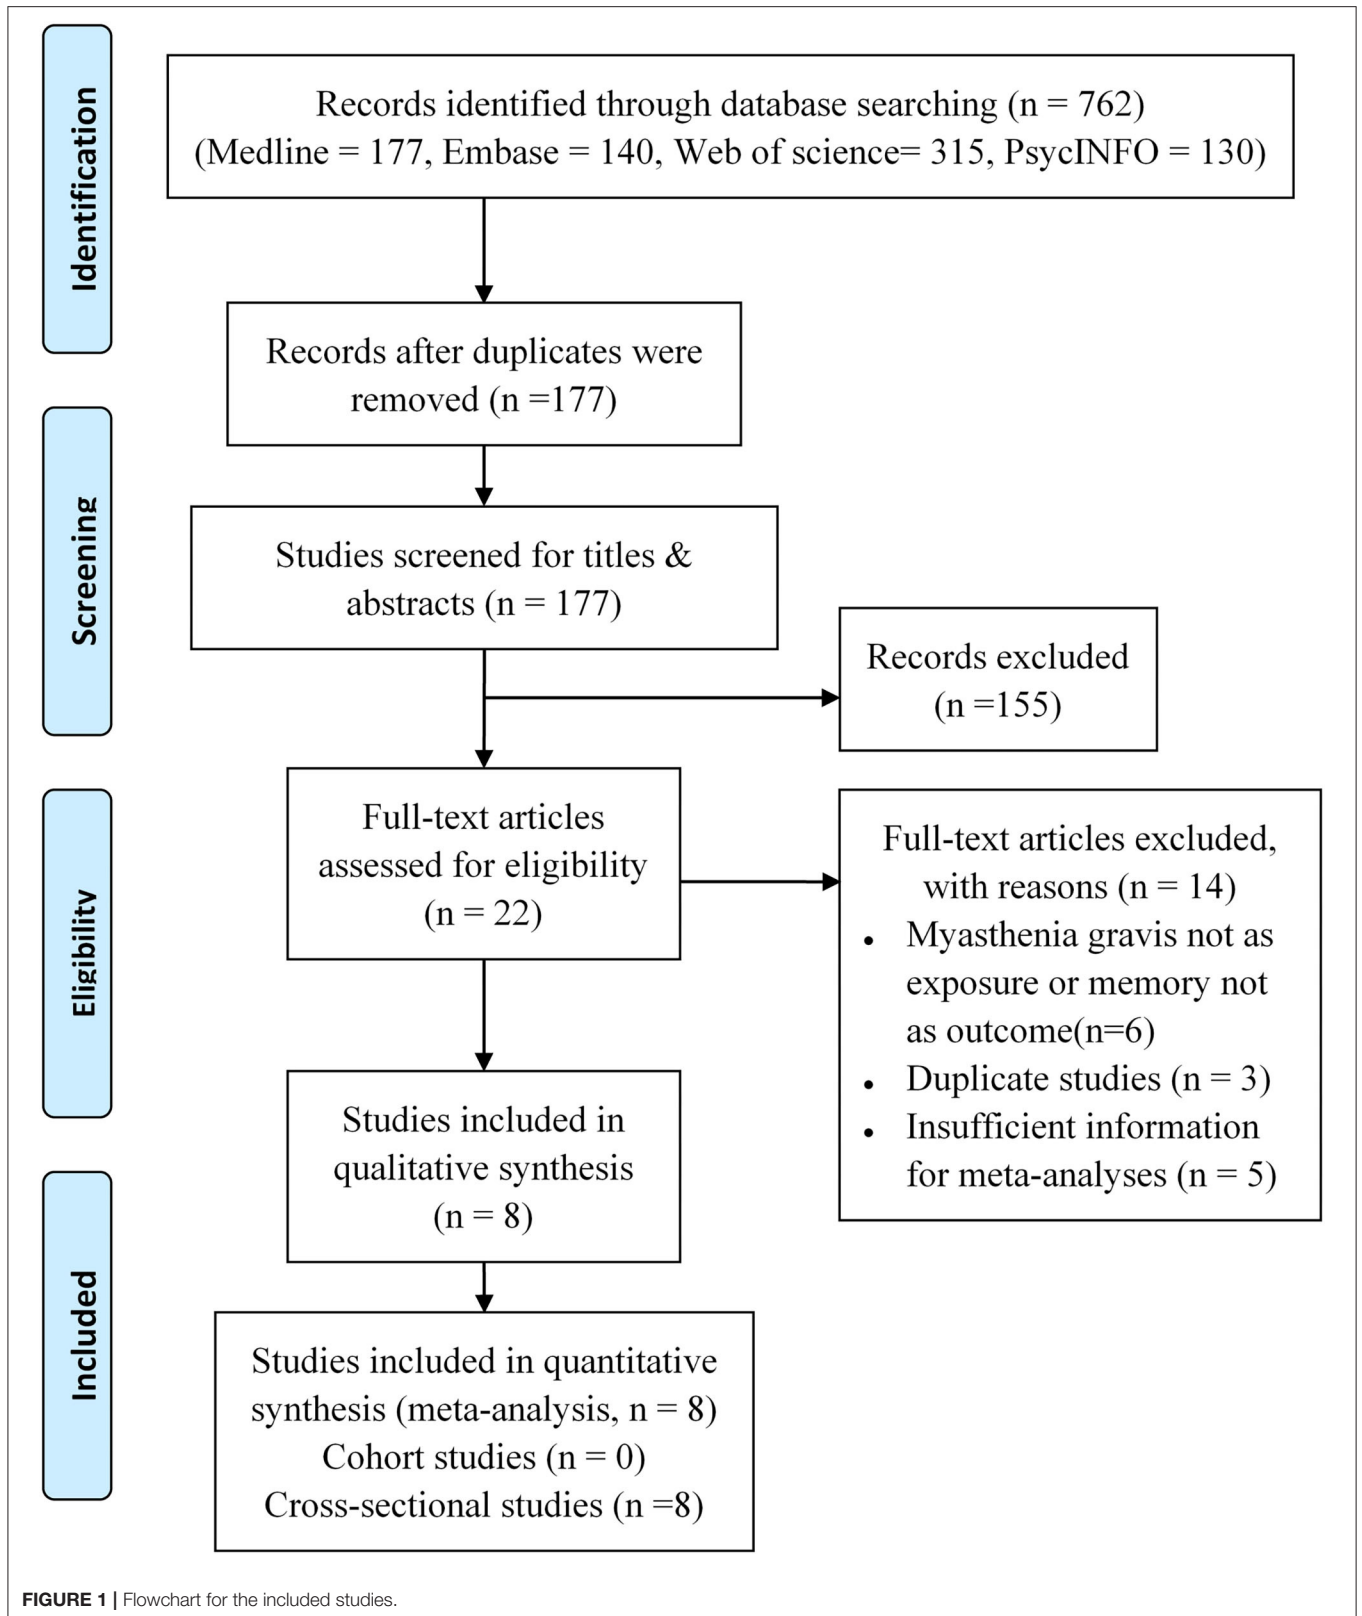 Identification
Records identified through database searching (n = 762)
(Medline = 177, Embase = 140, Web of science= 315, PsycINFO = 130)
Records after duplicates were
removed (n =177)
Screening
Studies screened for titles &
abstracts (n = 177)
Records excluded
(n =155)
Eligibility
Full-text articles
assessed for eligibility
(n = 22)
Full-text articles excluded,
with reasons (n = 14)
• Myasthenia gravis not as
exposure or memory not
as outcome(n=6)
• Duplicate studies (n = 3)
• Insufficient information
for meta-analyses (n = 5)
Studies included in
qualitative synthesis
(n = 8)
Included
Studies included in quantitative
synthesis (meta-analysis, n = 8)
Cohort studies (n = 0)
Cross-sectional studies (n =8)
FIGURE 1 | Flowchart for the included studies.